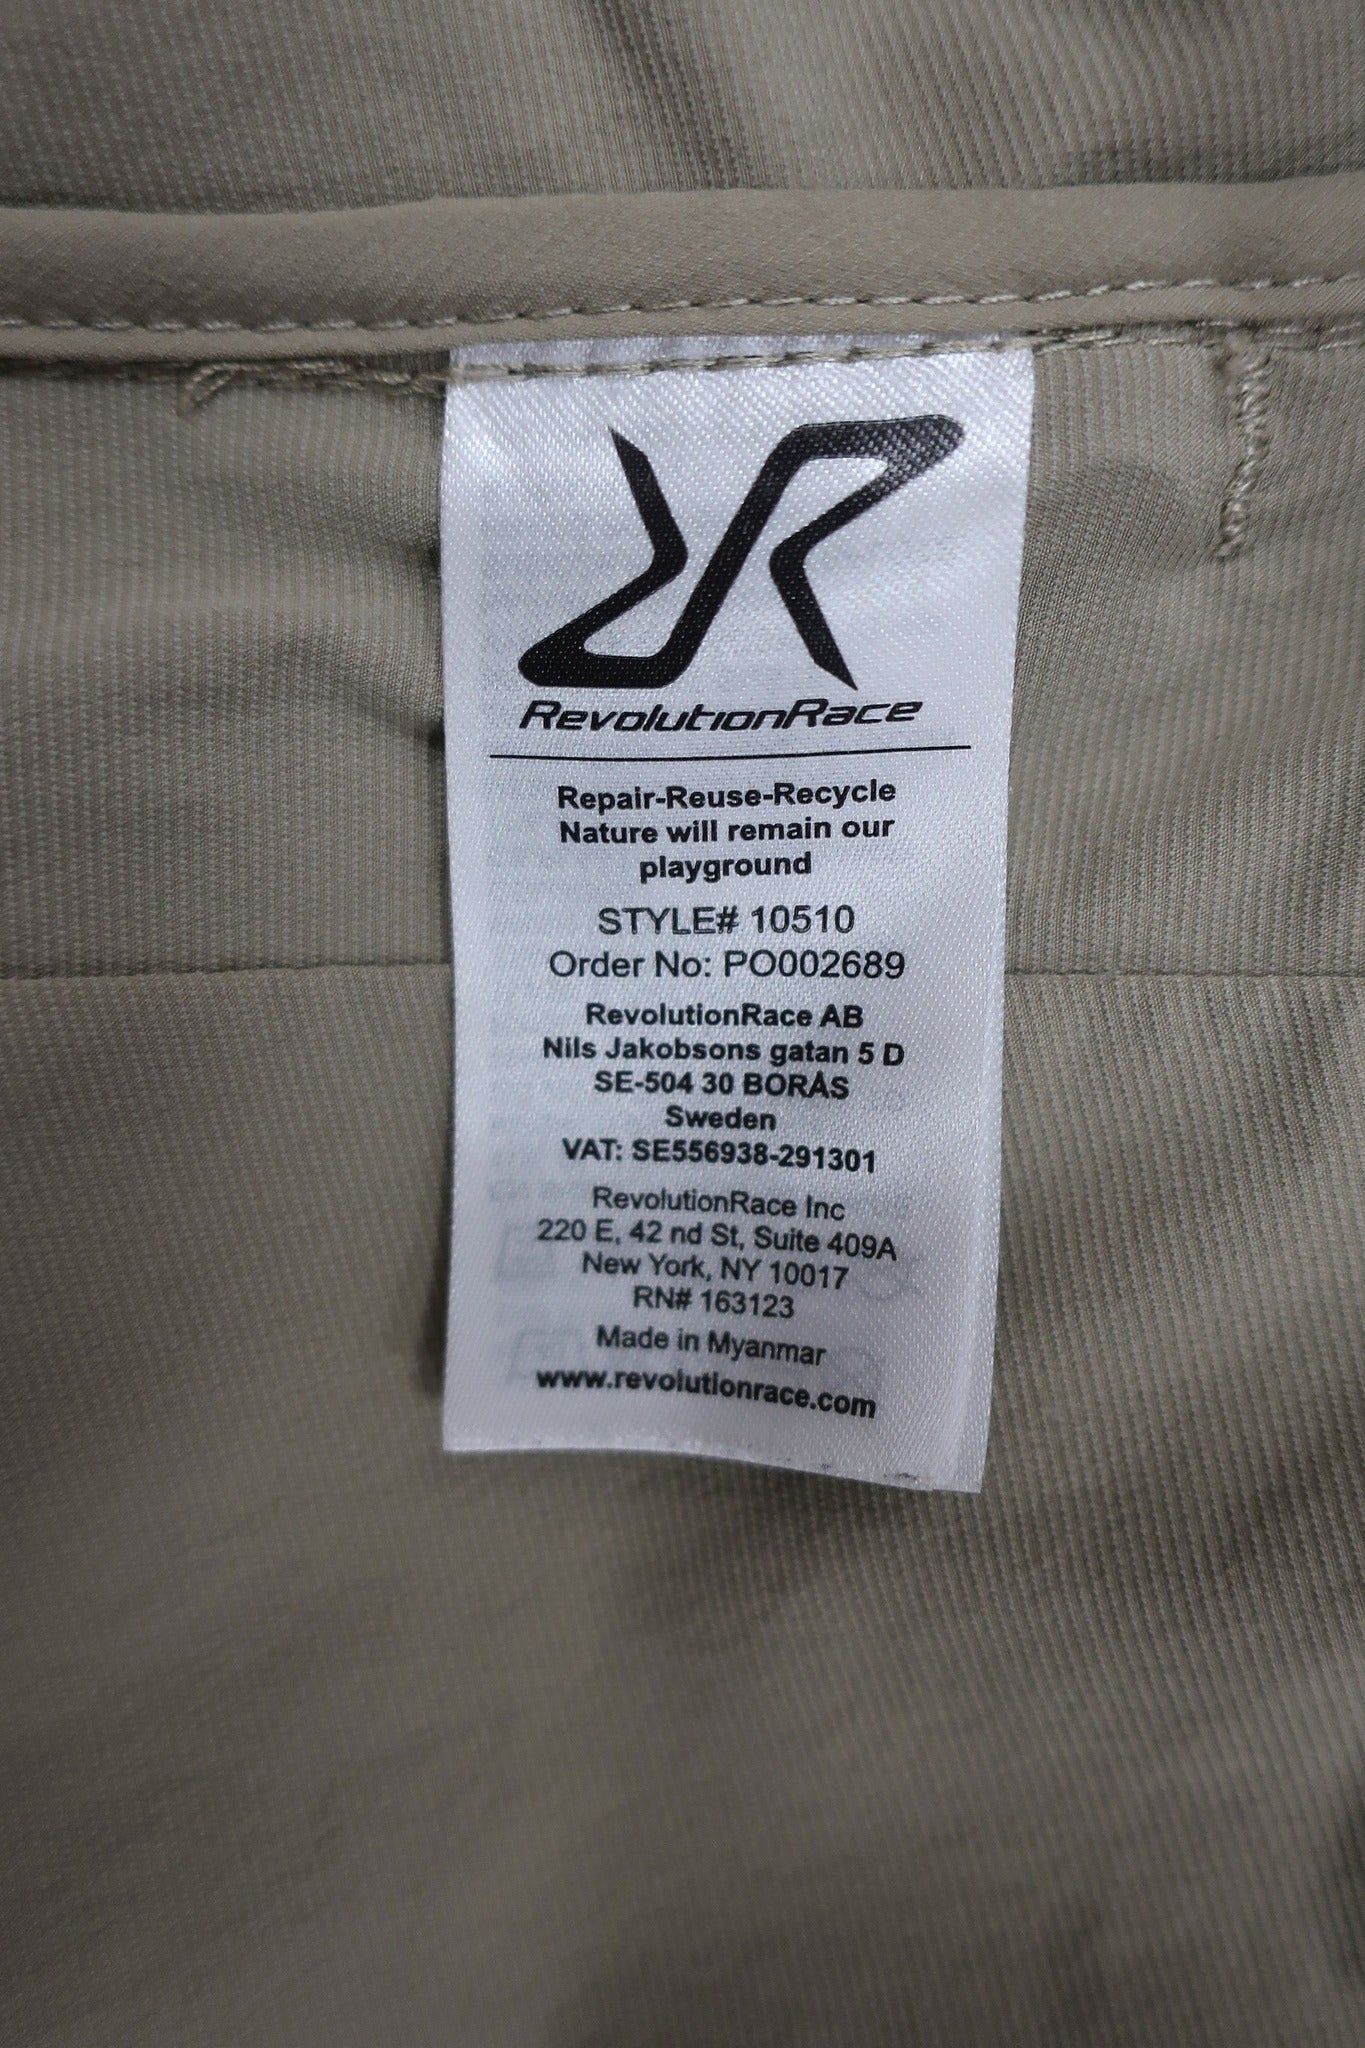 RevolutionRace
Repair-Reuse-Recycle
Nature will remain our
playground
STYLE# 10510
Order No: PO002689
RevolutionRace AB
Nils Jakobsons gatan 5 D
SE-504 30 BORÅS
Sweden
VAT: SE556938-291301
RevolutionRace Inc
220 E, 42 nd St, Suite 409A
New York, NY 10017
RN# 163123
Made in Myanmar
www.revolutionrace.com